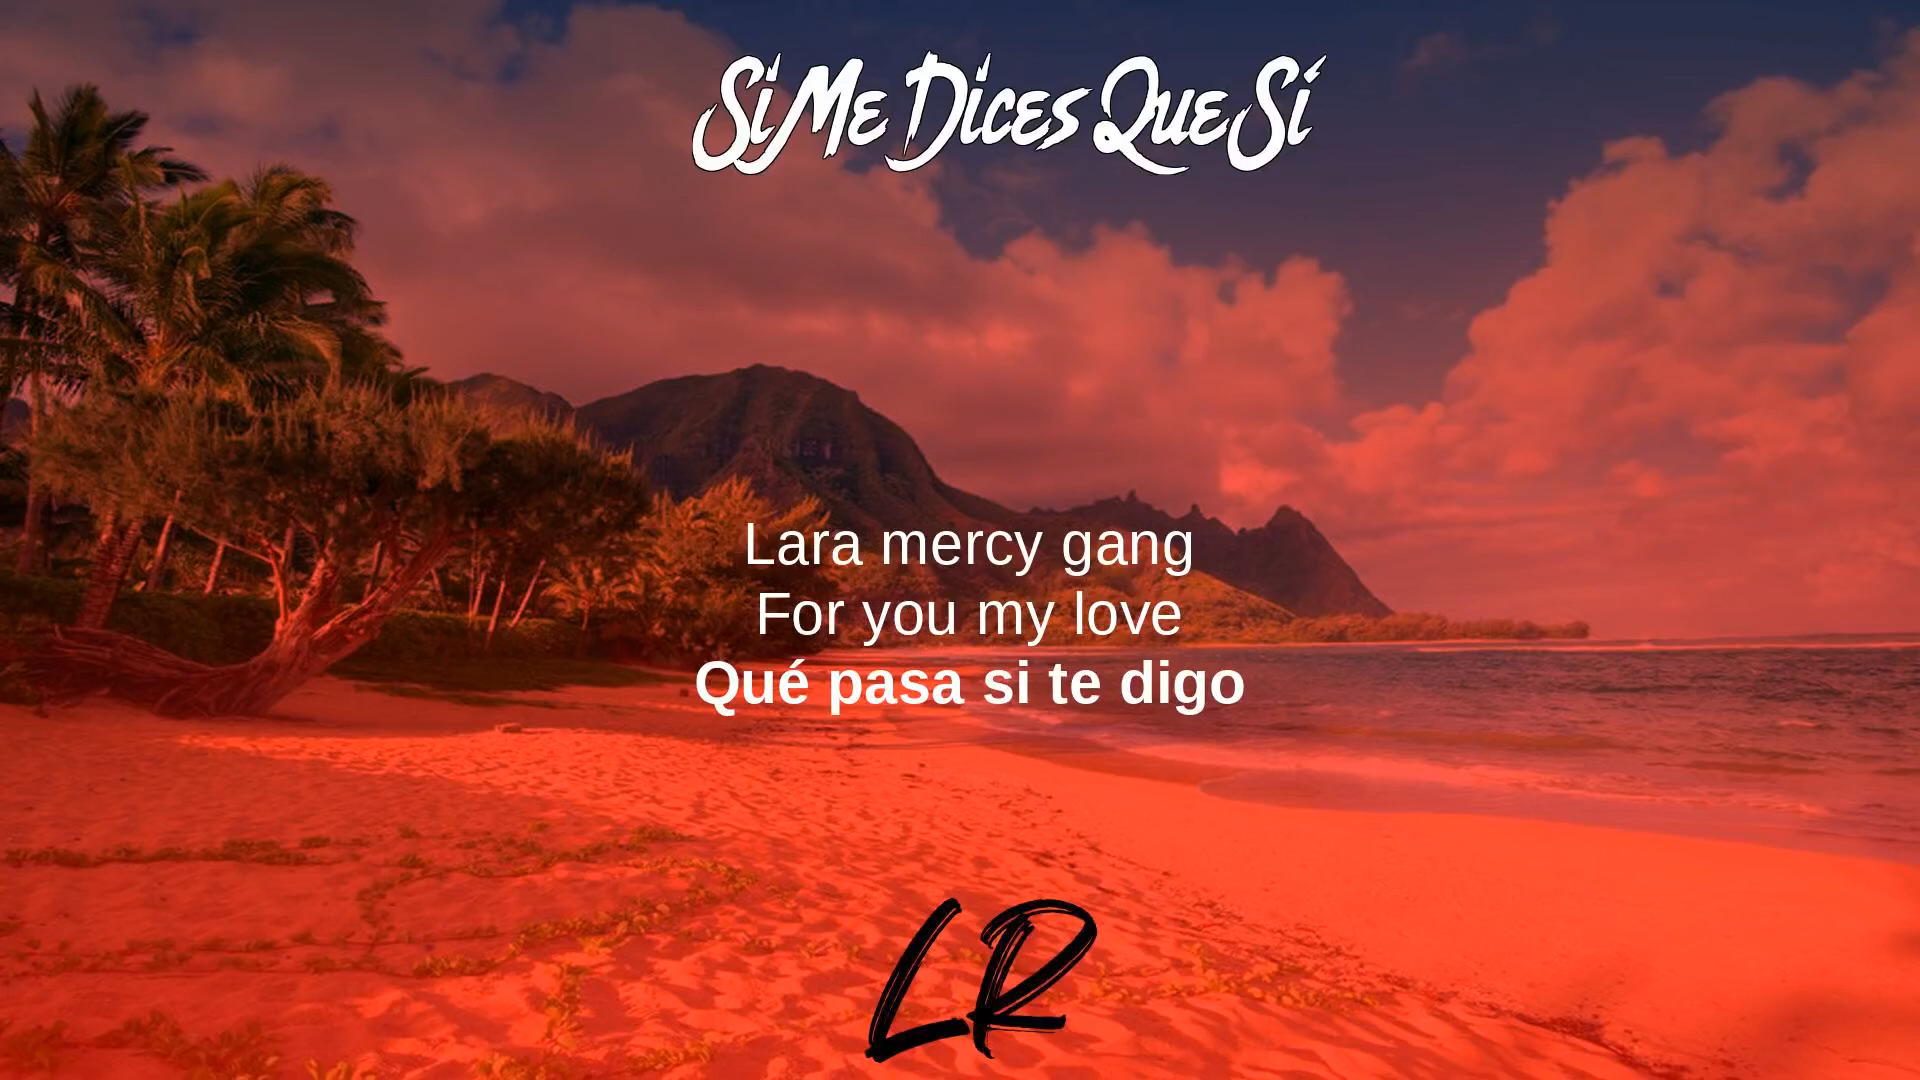 Si Me Dices Que Sí
Lara mercy gang
For you my love
Qué pasa si te digo
LR